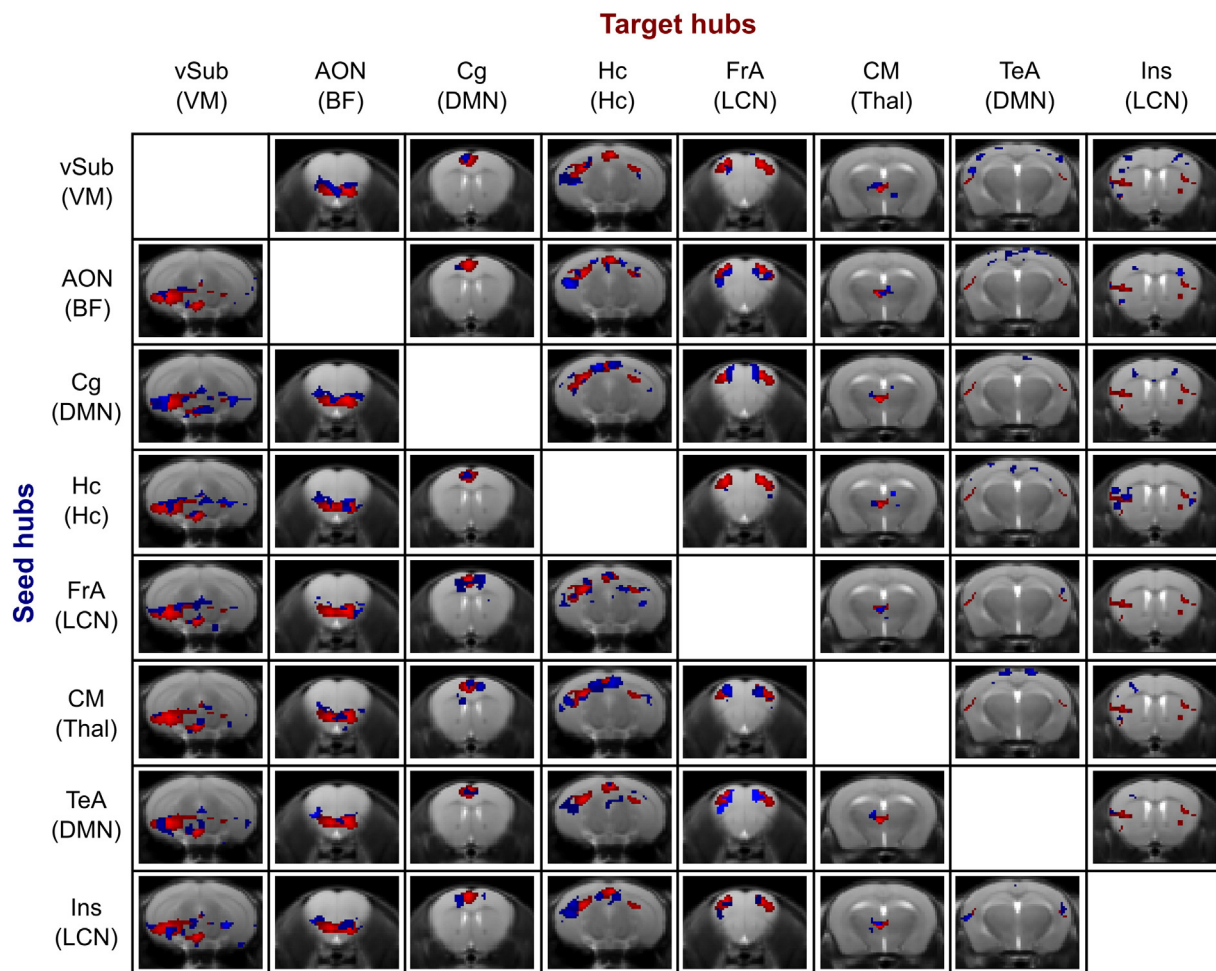 Target hubs
vSub AON Cg Hc FrA CM TeA Ins
(VM) (BF) (DMN) (Hc) (LCN) (Thal) (DMN) (LCN)
Seed hubs
vSub
(VM)
AON
(BF)
Cg
(DMN)
Hc
(Hc)
FrA
(LCN)
CM
(Thal)
TeA
(DMN)
Ins
(LCN)